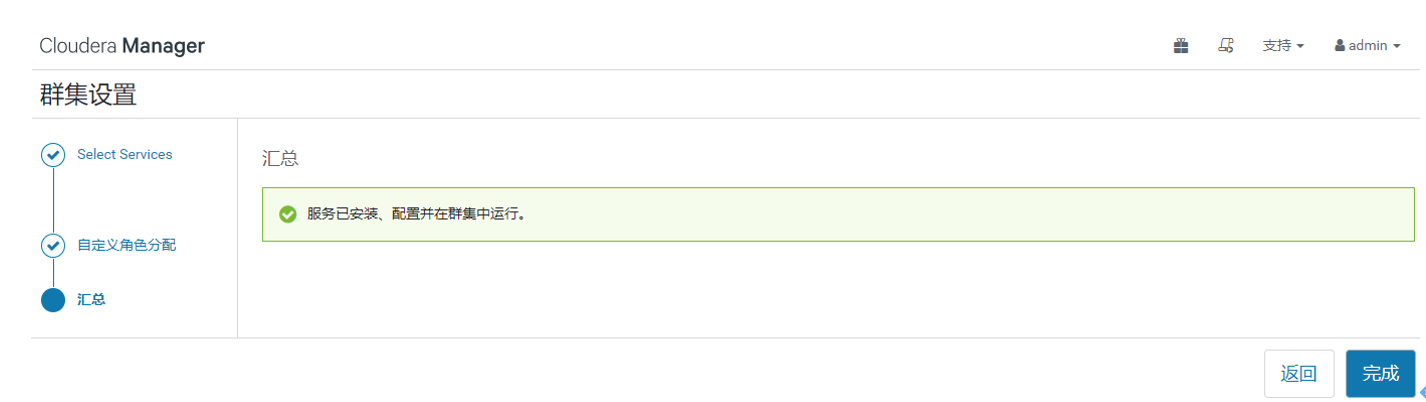 Cloudera Manager
支持
admin
群集设置
Select Services
自定义角色分配
汇总
汇总
服务已安装、配置并在群集中运行。
返回
完成